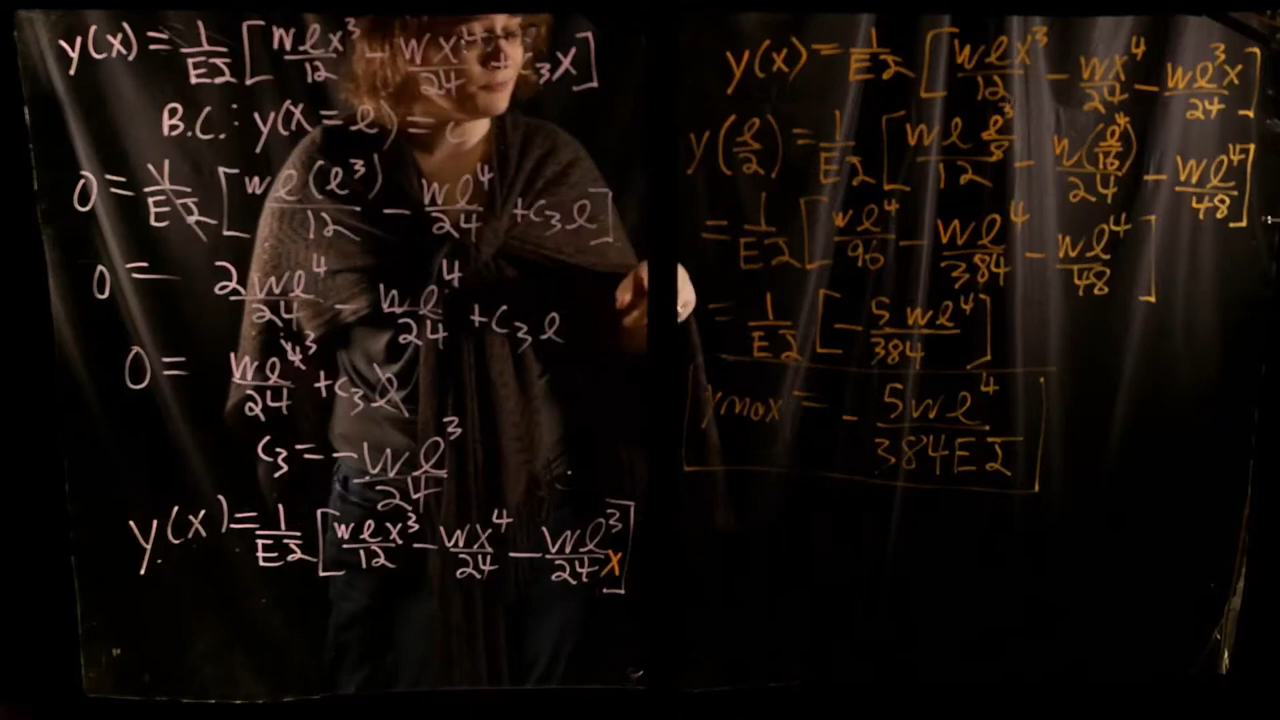 y(x) = 1/EI [ wlx³/12 - wx⁴/24 + c₃x ]
B.C.: y(x = l) =
0 = 1/EI [ wl(l³)/12 - wl⁴/24 + c₃l ]
0 = 2wl⁴/24 - wl⁴/24 + c₃l
0 = wl⁴³/24 + c₃l
c₃ = - wl³/24
y(x) = 1/EI [ wlx³/12 - wx⁴/24 - wl³/24 x ]
y(x) = 1/EI [ wlx³/12 - wx⁴/24 - wl³x/24 ]
y(l/2) = 1/EI [ wl l³/8 /12 - w(l⁴/16)/24 - wl⁴/48 ]
= 1/EI [ wl⁴/96 - wl⁴/384 - wl⁴/48 ]
= 1/EI [ - 5wl⁴/384 ]
ymax = - 5wl⁴/384EI